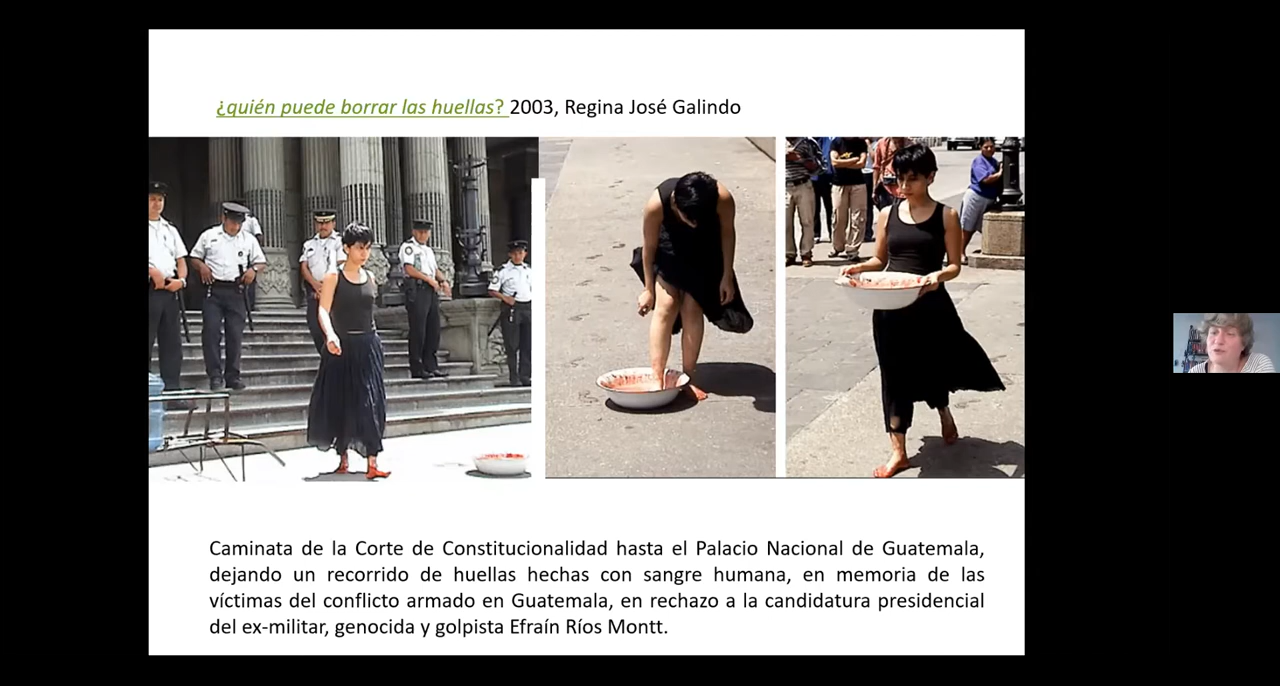 ¿quién puede borrar las huellas? 2003, Regina José Galindo
Caminata de la Corte de Constitucionalidad hasta el Palacio Nacional de Guatemala,
dejando un recorrido de huellas hechas con sangre humana, en memoria de las
víctimas del conflicto armado en Guatemala, en rechazo a la candidatura presidencial
del ex-militar, genocida y golpista Efraín Ríos Montt.